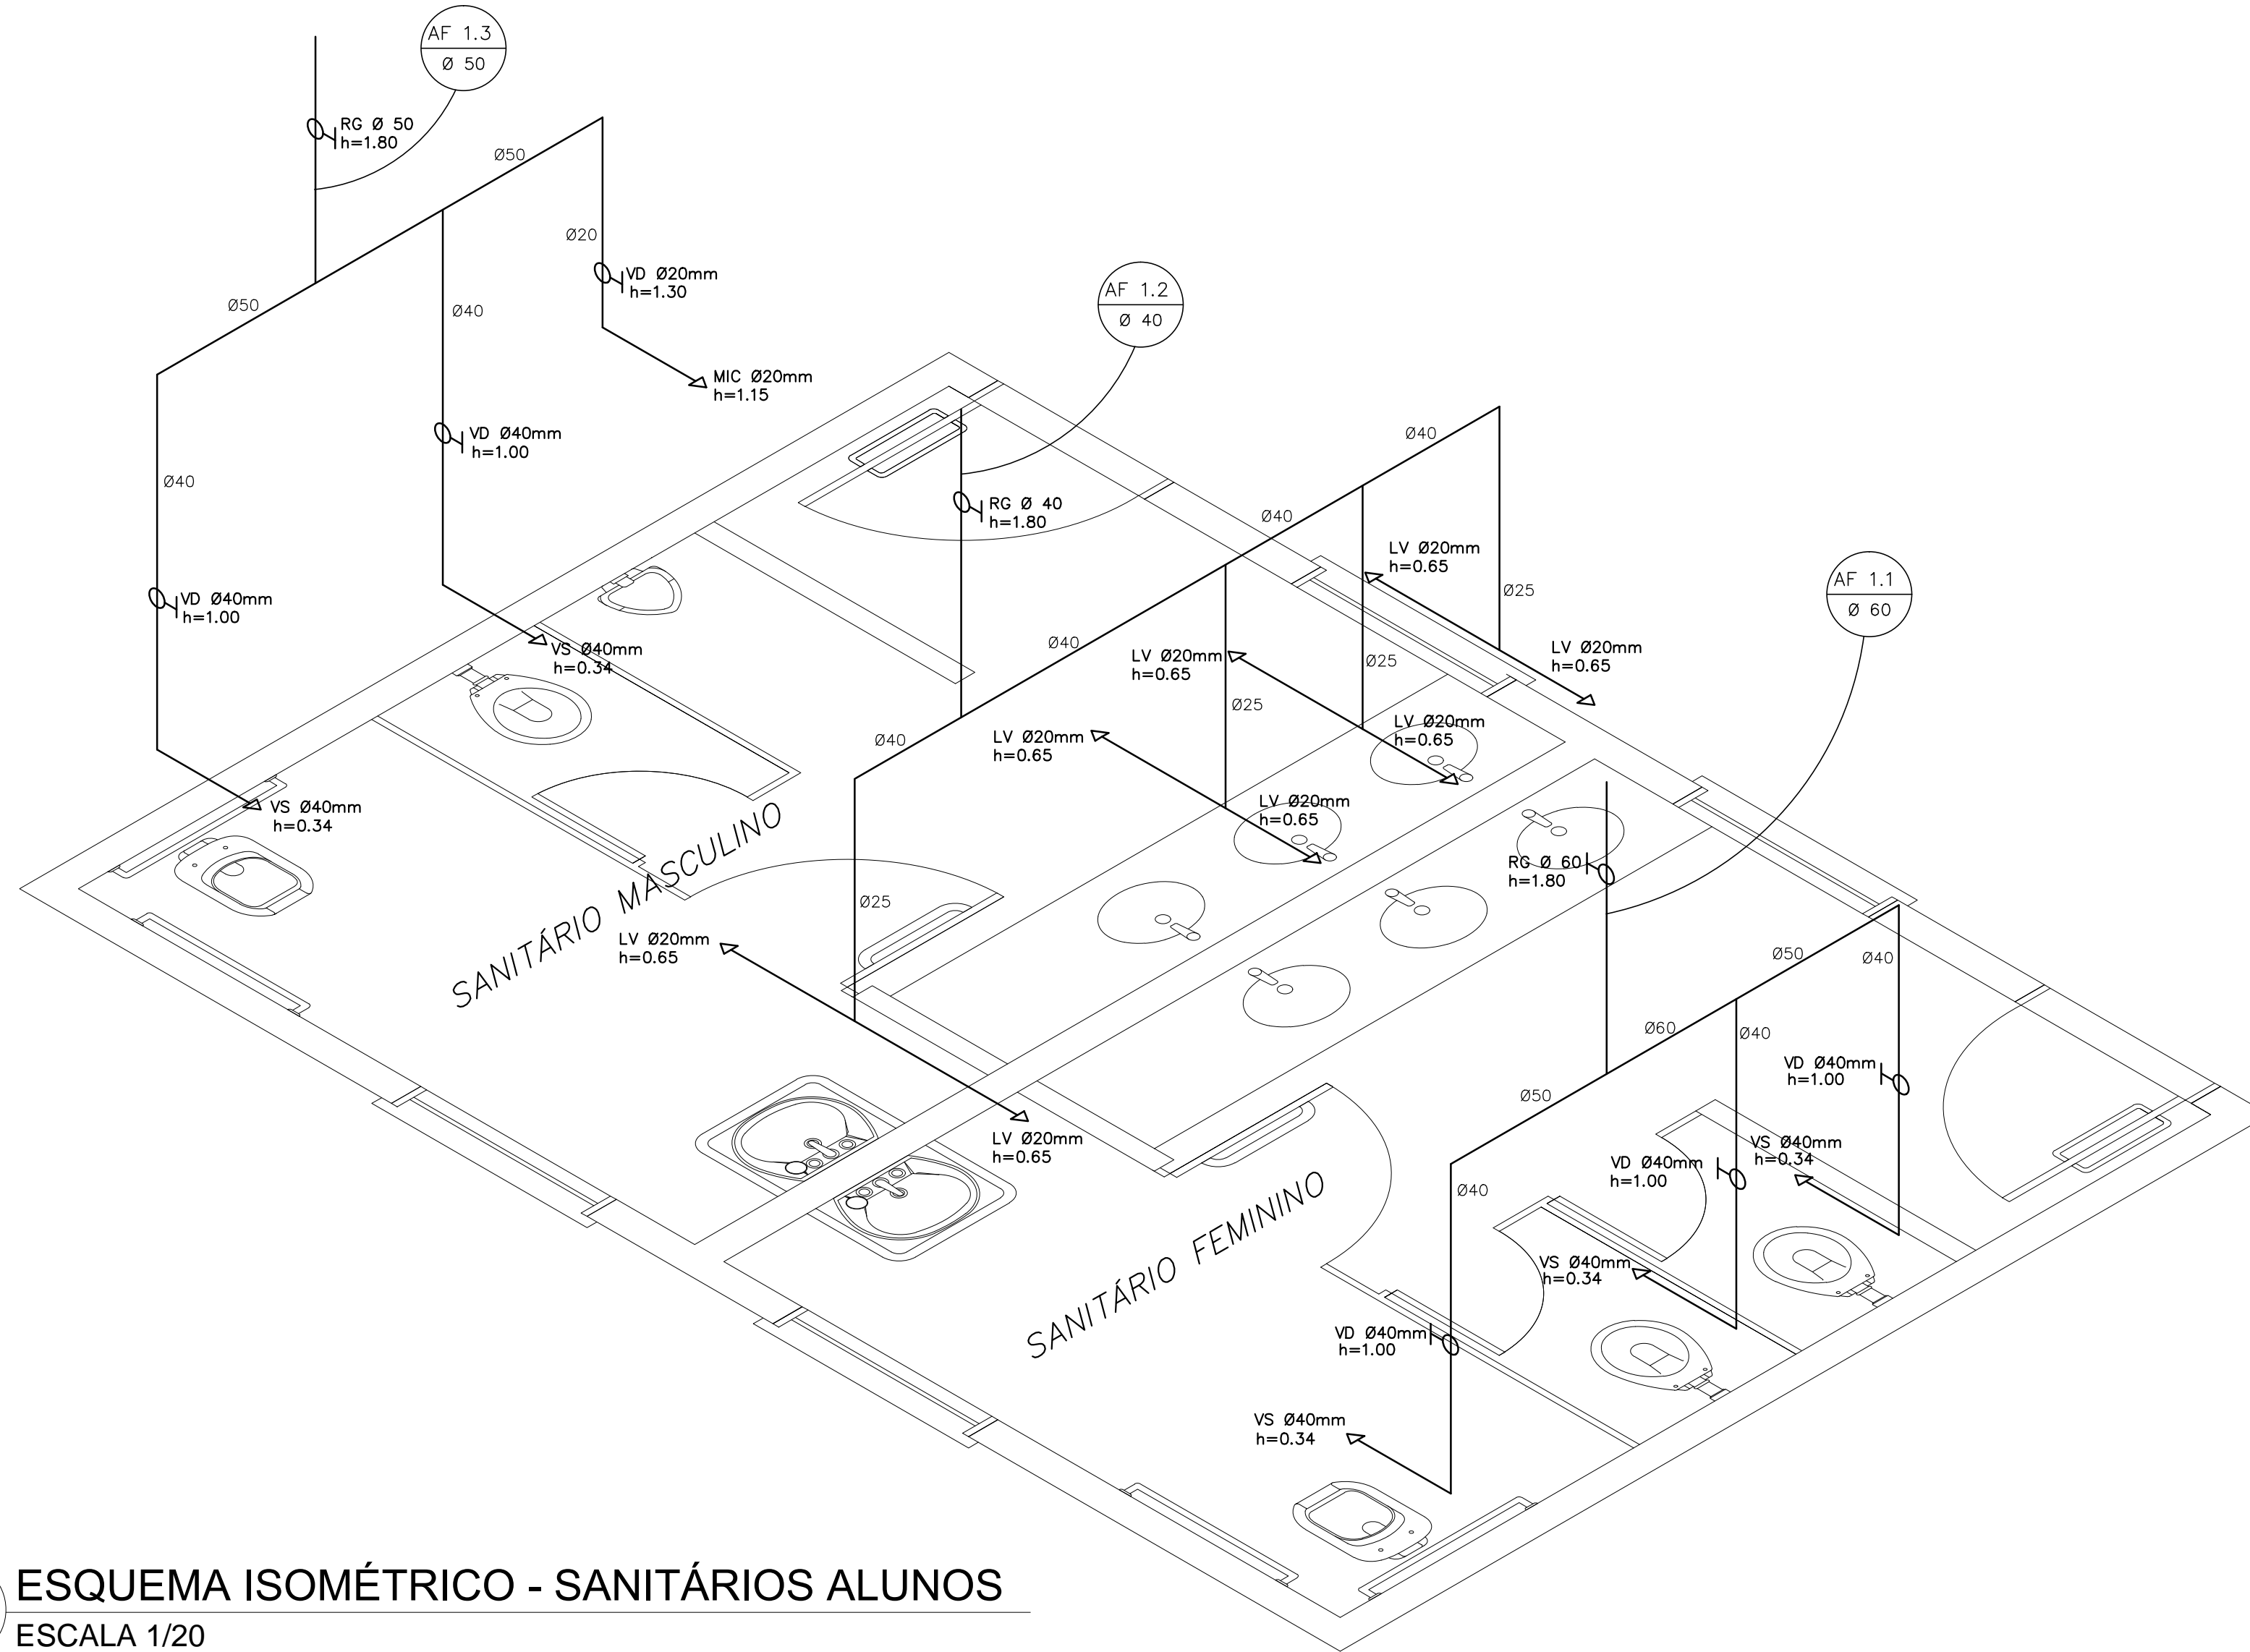 AF 1.3
Ø 50
RG Ø 50
h=1.80
Ø50
Ø20
VD Ø20mm
h=1.30
Ø50
Ø40
AF 1.2
Ø 40
MIC Ø20mm
h=1.15
VD Ø40mm
h=1.00
Ø40
Ø40
RG Ø 40
h=1.80
Ø40
LV Ø20mm
h=0.65
Ø25
AF 1.1
Ø 60
VD Ø40mm
h=1.00
VS Ø40mm
h=0.34
Ø40
LV Ø20mm
h=0.65
Ø25
LV Ø20mm
h=0.65
Ø25
LV Ø20mm
h=0.65
LV Ø20mm
h=0.65
Ø40
VS Ø40mm
h=0.34
LV Ø20mm
h=0.65
SANITÁRIO MASCULINO
Ø25
RG Ø 60
h=1.80
LV Ø20mm
h=0.65
Ø50
Ø40
Ø60
Ø40
VD Ø40mm
h=1.00
Ø50
LV Ø20mm
h=0.65
VS Ø40mm
h=0.34
VD Ø40mm
h=1.00
Ø40
SANITÁRIO FEMININO
VS Ø40mm
h=0.34
VD Ø40mm
h=1.00
VS Ø40mm
h=0.34
ESQUEMA ISOMÉTRICO - SANITÁRIOS ALUNOS
ESCALA 1/20